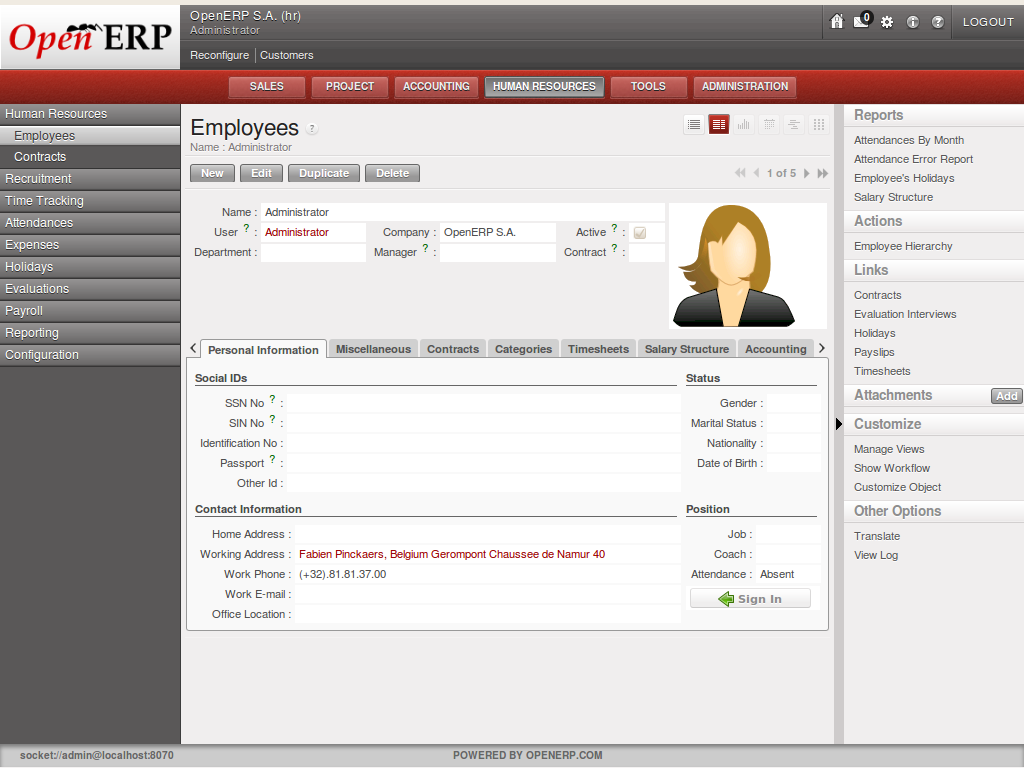 Open ERP
OpenERP S.A. (hr)
Administrator
Reconfigure
Customers
0
LOGOUT
SALES
PROJECT
ACCOUNTING
HUMAN RESOURCES
TOOLS
ADMINISTRATION
Human Resources
Employees
Contracts
Recruitment
Time Tracking
Attendances
Expenses
Holidays
Evaluations
Payroll
Reporting
Configuration
Employees ?
Name : Administrator
New
Edit
Duplicate
Delete
1 of 5
Name : Administrator
User ? : Administrator
Company : OpenERP S.A.
Active ? :
Department :
Manager ? :
Contract ? :
Personal Information
Miscellaneous
Contracts
Categories
Timesheets
Salary Structure
Accounting
Social IDs
SSN No ? :
SIN No ? :
Identification No :
Passport ? :
Other Id :
Status
Gender :
Marital Status :
Nationality :
Date of Birth :
Contact Information
Home Address :
Working Address : Fabien Pinckaers, Belgium Gerompont Chaussee de Namur 40
Work Phone : (+32).81.81.37.00
Work E-mail :
Office Location :
Position
Job :
Coach :
Attendance : Absent
Sign In
Reports
Attendances By Month
Attendance Error Report
Employee's Holidays
Salary Structure
Actions
Employee Hierarchy
Links
Contracts
Evaluation Interviews
Holidays
Payslips
Timesheets
Attachments
Add
Customize
Manage Views
Show Workflow
Customize Object
Other Options
Translate
View Log
socket://admin@localhost:8070
POWERED BY OPENERP.COM